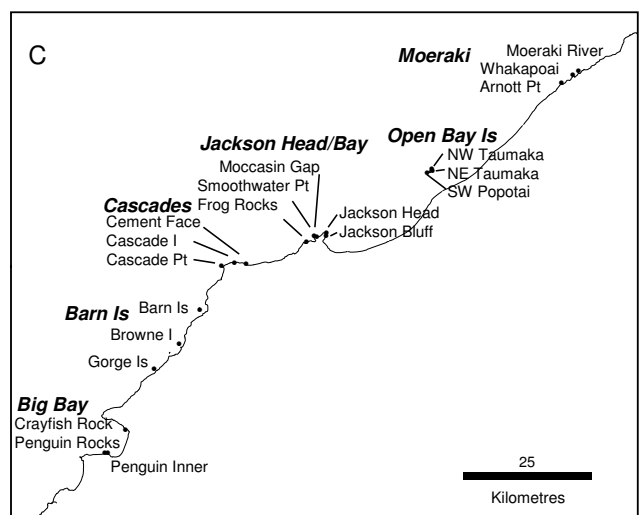 C
Moeraki
Moeraki River
Whakapoai
Arnott Pt
Open Bay Is
NW Taumaka
NE Taumaka
SW Popotai
Jackson Head/Bay
Moccasin Gap
Smoothwater Pt
Frog Rocks
Jackson Head
Jackson Bluff
Cascades
Cement Face
Cascade I
Cascade Pt
Barn Is
Barn Is
Browne I
Gorge Is
Big Bay
Crayfish Rock
Penguin Rocks
Penguin Inner
25
Kilometres